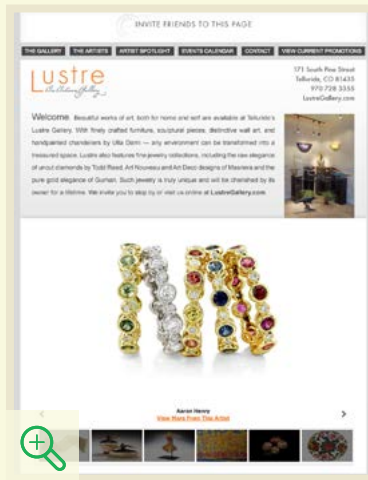 INVITE FRIENDS TO THIS PAGE
THE GALLERY THE ARTISTS ARTIST SPOTLIGHT EVENTS CALENDAR CONTACT VIEW CURRENT PROMOTIONS
Lustre
An Artisan Gallery
171 South Pine Street
Telluride, CO 81435
970 728 3355
LustreGallery.com
Welcome. Beautiful works of art, both for home and self are available at Telluride's
Lustre Gallery. With finely crafted furniture, sculptural pieces, distinctive wall art, and
handpainted chandeliers by Ulla Darni — any environment can be transformed into a
treasured space. Lustre also features fine jewelry collections, including the raw elegance
of uncut diamonds by Todd Reed, Art Nouveau and Art Deco designs of Masriera and the
pure gold elegance of Gurhan. Such jewelry is truly unique and will be cherished by its
owner for a lifetime. We invite you to stop by or visit us online at LustreGallery.com
Aaron Henry
View More From This Artist